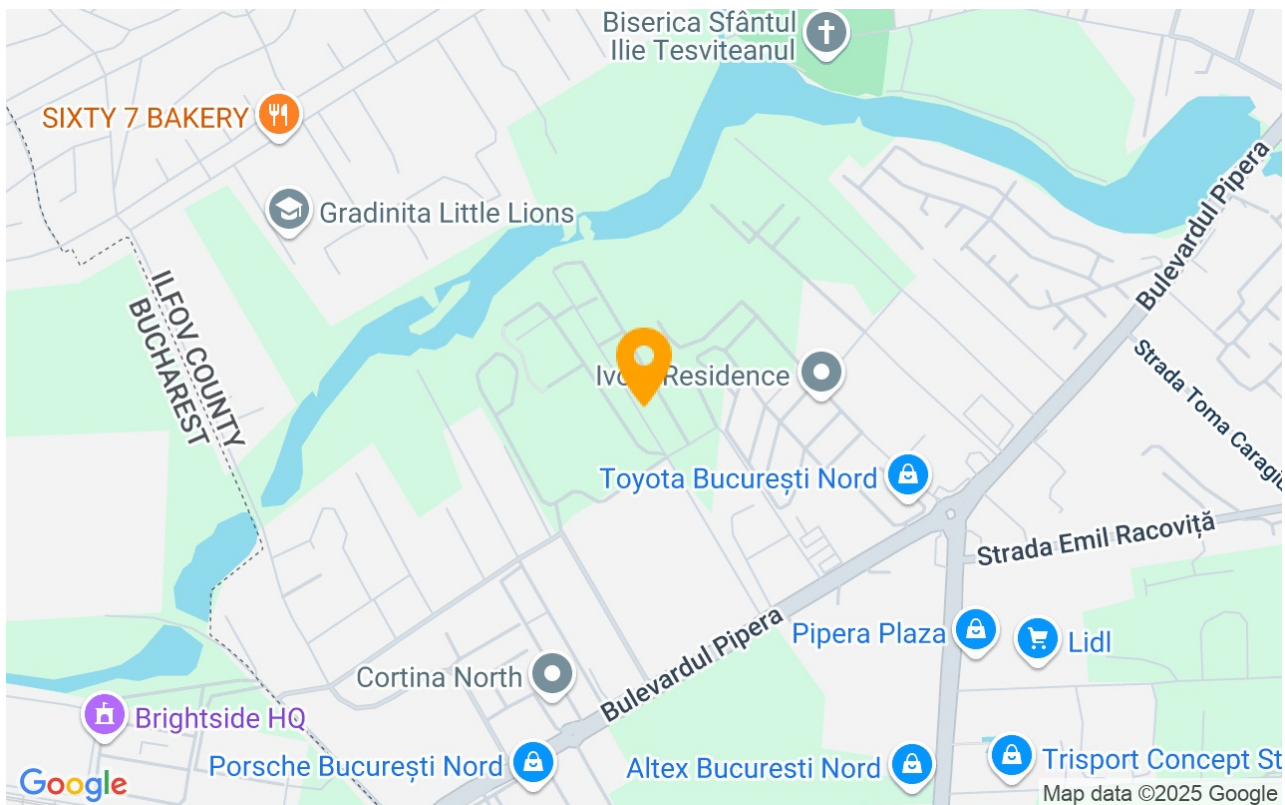 Biserica Sfântul
Ilie Tesviteanul
SIXTY 7 BAKERY
Gradinita Little Lions
Bulevardul Pipera
ILFOV COUNTY
BUCHAREST
Residence
Strada Toma
Toyota București Nord
Strada Emil Racoviță
Pipera Plaza
Lidl
Bulevardul Pipera
Cortina North
Brightside HQ
Porsche București Nord
Altex Bucuresti Nord
Trisport Concept St
Google
Map data ©2025 Google